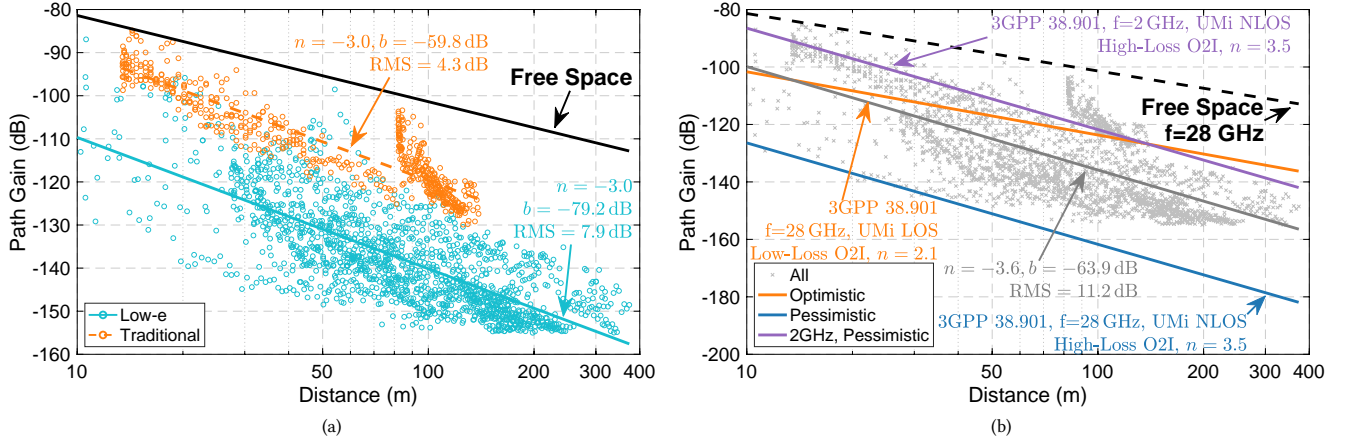 -80
-90
-100
-110
-120
-130
-140
-150
-160
Path Gain (dB)
10
20
50
100
200
300
400
Distance (m)
n = −3.0, b = −59.8 dB
RMS = 4.3 dB
Free Space
n = −3.0
b = −79.2 dB
RMS = 7.9 dB
Low-e
Traditional
(a)
-80
-100
-120
-140
-160
-180
-200
Path Gain (dB)
10
20
50
100
200
300
400
Distance (m)
3GPP 38.901, f=2 GHz, UMi NLOS
High-Loss O2I, n = 3.5
Free Space
f=28 GHz
3GPP 38.901
f=28 GHz, UMi LOS
Low-Loss O2I, n = 2.1
n = −3.6, b = −63.9 dB
RMS = 11.2 dB
All
Optimistic
Pessimistic
2GHz, Pessimistic
3GPP 38.901, f=28 GHz, UMi NLOS
High-Loss O2I, n = 3.5
(b)